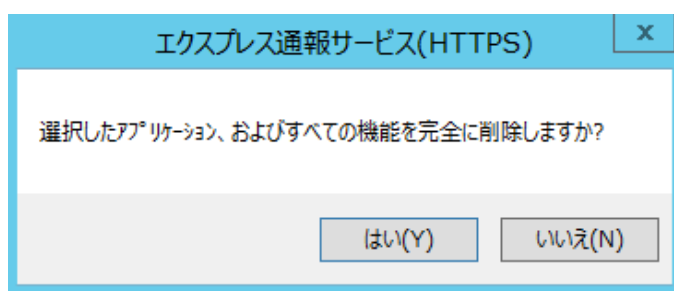 エクスプレス通報サービス(HTTPS)
x
選択したｱﾌﾟﾘｹｰｼｮﾝ、およびすべての機能を完全に削除しますか?
はい(Y)
いいえ(N)